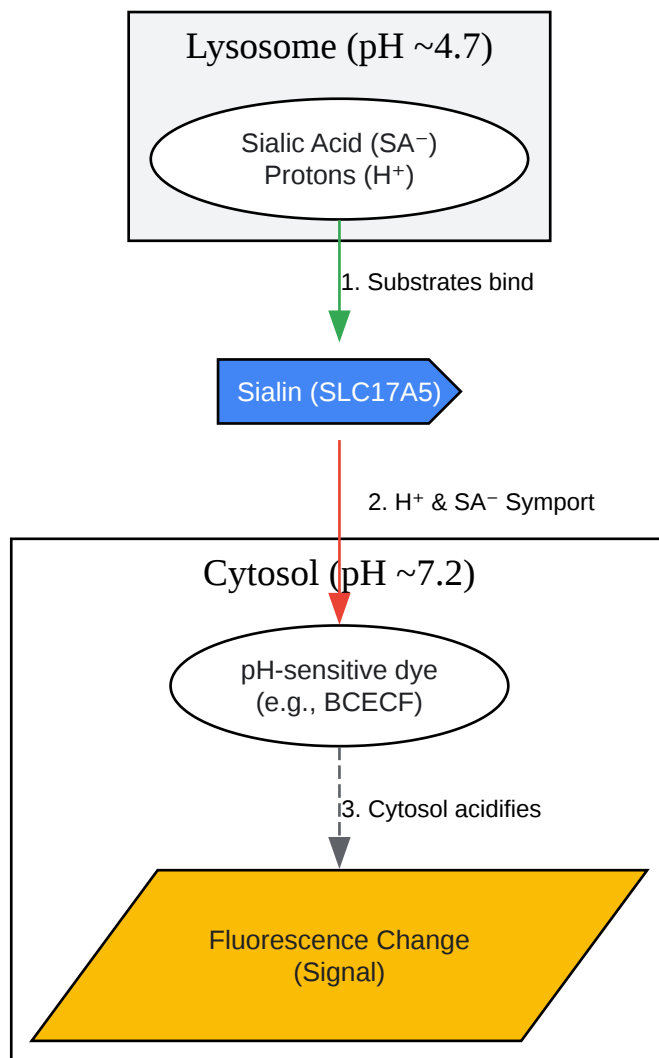 Lysosome (pH ~4.7)
Sialic Acid (SA⁻)
Protons (H⁺)
1. Substrates bind
Sialin (SLC17A5)
2. H⁺ & SA⁻ Symport
Cytosol (pH ~7.2)
pH-sensitive dye
(e.g., BCECF)
3. Cytosol acidifies
Fluorescence Change
(Signal)